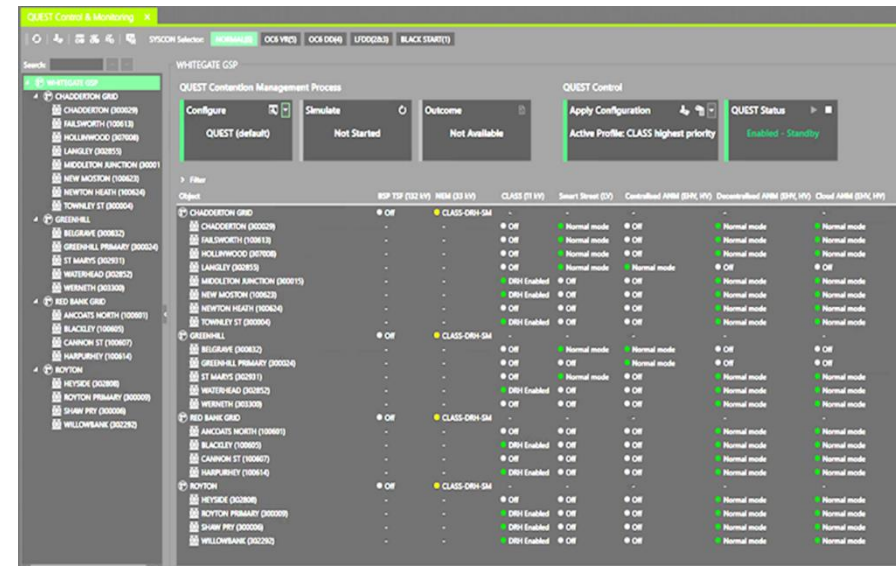 QUEST Control & Monitoring ×
SYSCON Selector: NORMAL(0) OC6 VR(5) OC6 DD(4) LFDD(2&3) BLACK START(1)
Search:
WHITEGATE GSP
CHADDERTON GRID
CHADDERTON (300029)
FAILSWORTH (100613)
HOLLINWOOD (307008)
LANGLEY (302855)
MIDDLETON JUNCTION (30001
NEW MOSTON (100623)
NEWTON HEATH (100624)
TOWNLEY ST (300004)
GREENHILL
BELGRAVE (300832)
GREENHILL PRIMARY (300024)
ST MARYS (302931)
WATERHEAD (302852)
WERNETH (303300)
RED BANK GRID
ANCOATS NORTH (100601)
BLACKLEY (100605)
CANNON ST (100607)
HARPURHEY (100614)
ROYTON
HEYSIDE (302808)
ROYTON PRIMARY (300009)
SHAW PRY (300006)
WILLOWBANK (302292)
WHITEGATE GSP
QUEST Contention Management Process
Configure
QUEST (default)
Simulate
Not Started
Outcome
Not Available
QUEST Control
Apply Configuration
Active Profile: CLASS highest priority
QUEST Status
Enabled - Standby
> Filter
Object BSP TSF (132 kV) NEM (33 kV) CLASS (11 kV) Smart Street (LV) Centralised ANM (EHV, HV) Decentralised ANM (EHV, HV) Cloud ANM (EHV, HV)
CHADDERTON GRID Off CLASS-DRH-SM - - - - -
CHADDERTON (300029) - - Off Normal mode Off Normal mode Normal mode
FAILSWORTH (100613) - - Off Normal mode Off Normal mode Normal mode
HOLLINWOOD (307008) - - Off Normal mode Off Normal mode Normal mode
LANGLEY (302855) - - Off Normal mode Normal mode Off Off
MIDDLETON JUNCTION (300015) - - DRH Enabled Off Off Normal mode Normal mode
NEW MOSTON (100623) - - DRH Enabled Off Off Normal mode Normal mode
NEWTON HEATH (100624) - - Off Off Off Normal mode Normal mode
TOWNLEY ST (300004) - - DRH Enabled Off Off Normal mode Normal mode
GREENHILL Off CLASS-DRH-SM - - - - -
BELGRAVE (300832) - - Off Normal mode Normal mode Off Off
GREENHILL PRIMARY (300024) - - Off Off Normal mode Off Off
ST MARYS (302931) - - Off Normal mode Off Normal mode Normal mode
WATERHEAD (302852) - - DRH Enabled Off Off Normal mode Normal mode
WERNETH (303300) - - Off Off Off Normal mode Normal mode
RED BANK GRID Off CLASS-DRH-SM - - - - -
ANCOATS NORTH (100601) - - Off Off Off Normal mode Normal mode
BLACKLEY (100605) - - DRH Enabled Off Off Normal mode Normal mode
CANNON ST (100607) - - Off Off Off Normal mode Normal mode
HARPURHEY (100614) - - DRH Enabled Off Off Normal mode Normal mode
ROYTON Off CLASS-DRH-SM - - - - -
HEYSIDE (302808) - - Off Off Off Normal mode Normal mode
ROYTON PRIMARY (300009) - - DRH Enabled Off Off Normal mode Normal mode
SHAW PRY (300006) - - DRH Enabled Off Off Normal mode Normal mode
WILLOWBANK (302292) - - DRH Enabled Off Off Normal mode Normal mode